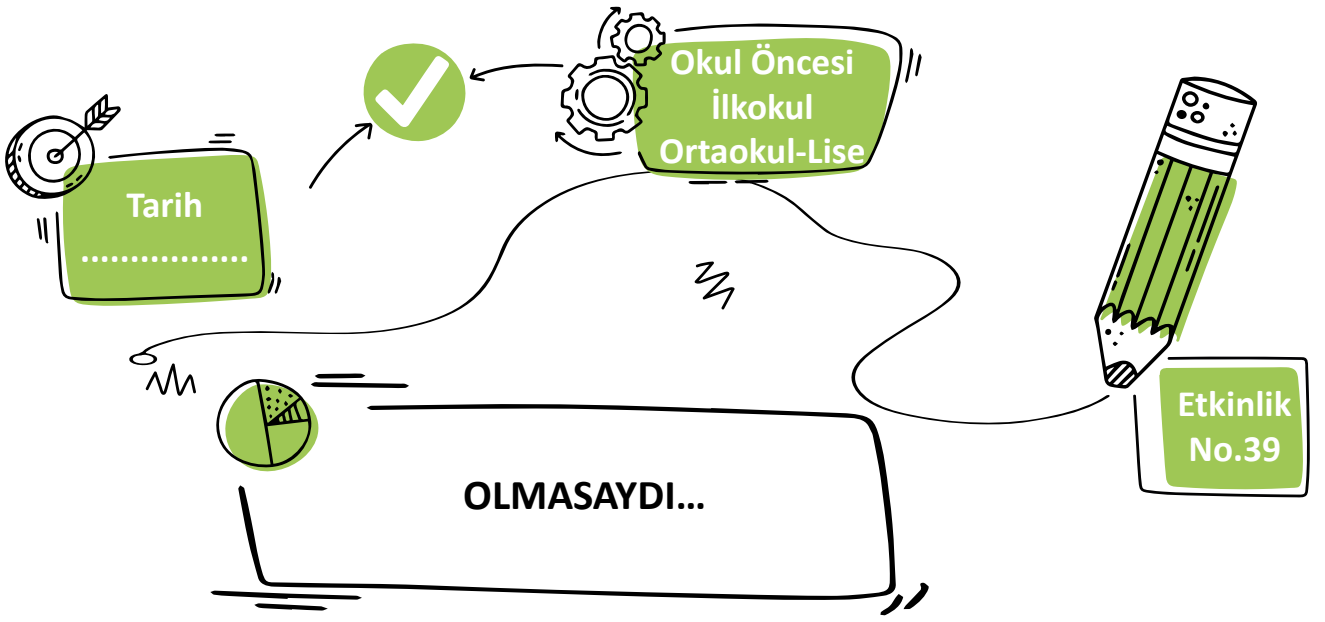 Okul Öncesi
İlkokul
Ortaokul-Lise
Tarih
.................
Etkinlik
No.39
OLMASAYDI...